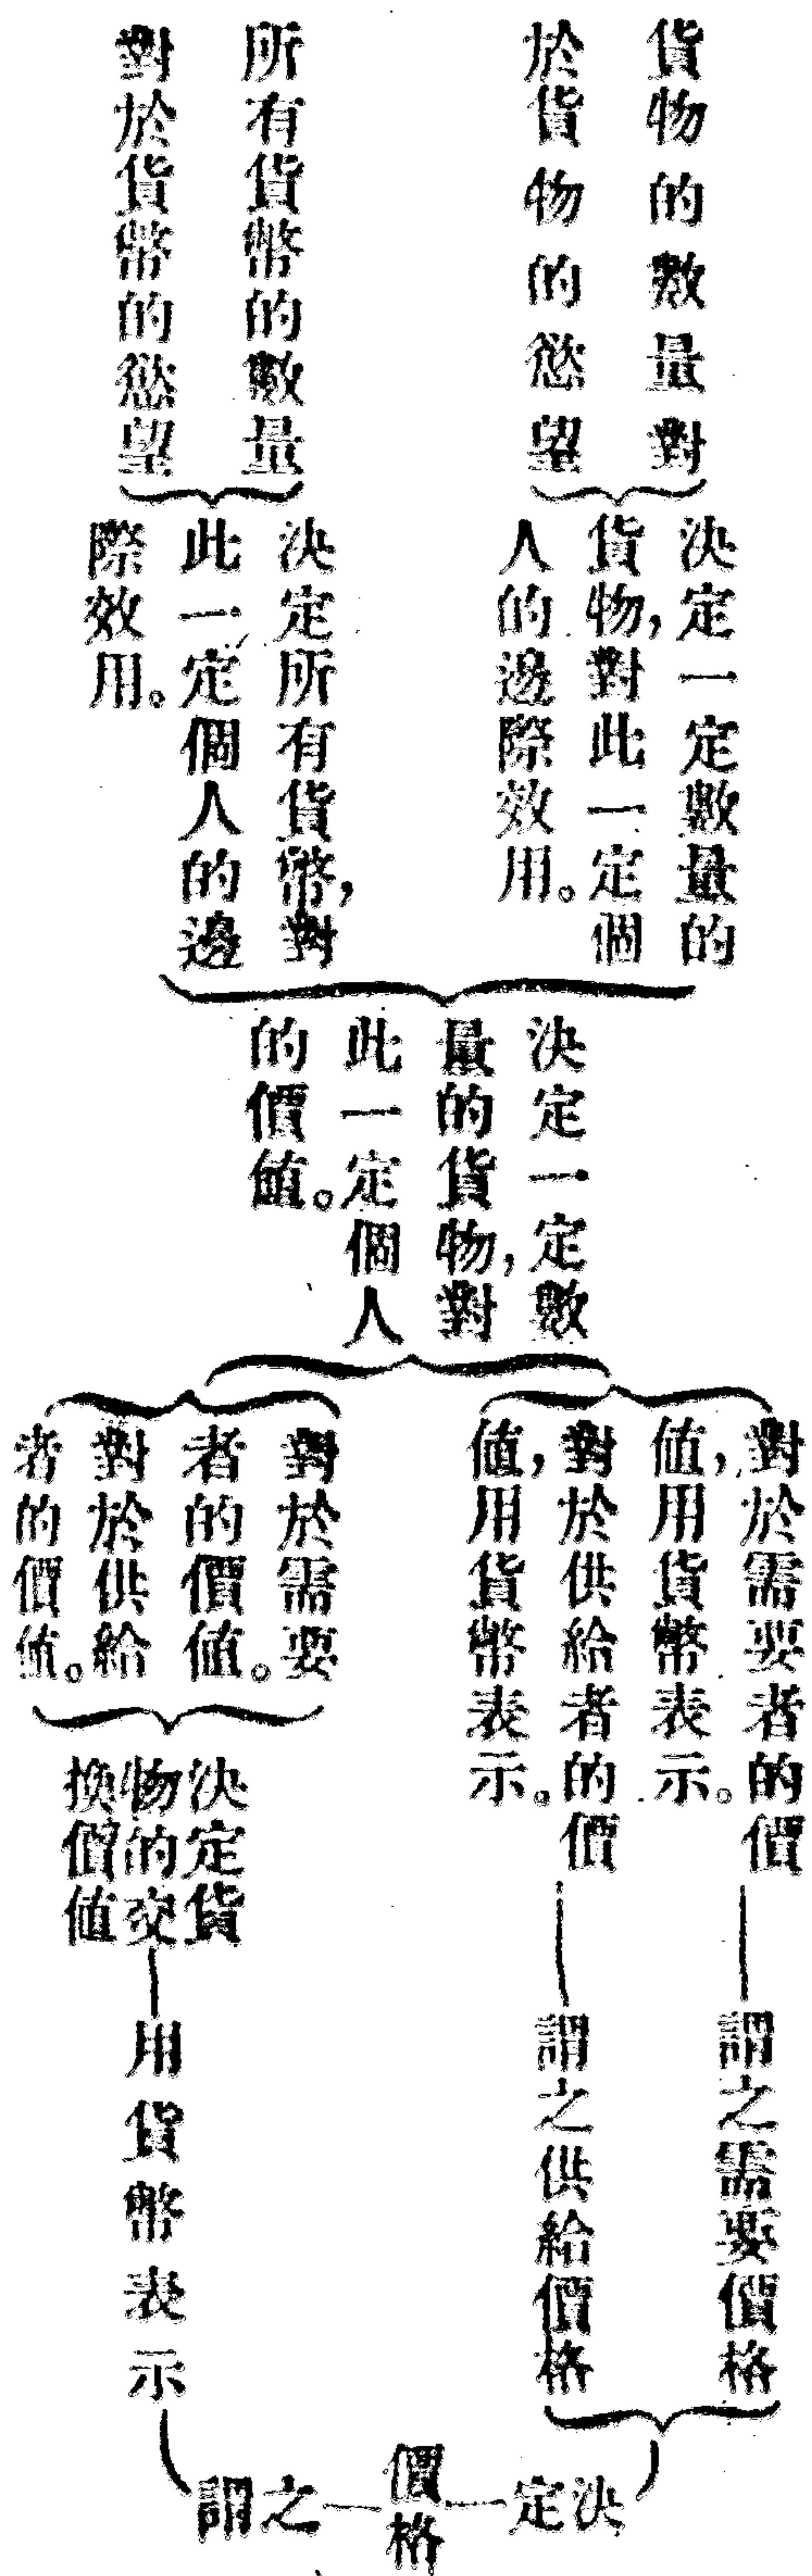 貨物的數量對
於貨物的慾望
決定一定數量的
貨物，對此一定個
人的邊際效用。
所有貨幣的數量
對於貨幣的慾望
決定所有貨幣，對
此一定個人的邊
際效用。
決定一定數
量的貨物，對
此一定個人
的價値。
對於需要者的價
値，用貨幣表示。
謂之需要價格
對於供給者的價
値，用貨幣表示。
謂之供給價格
對於需要
者的價値。
對於供給
者的價値。
決定貨
物的交
換價値
用貨幣表示
決定
價格
謂之